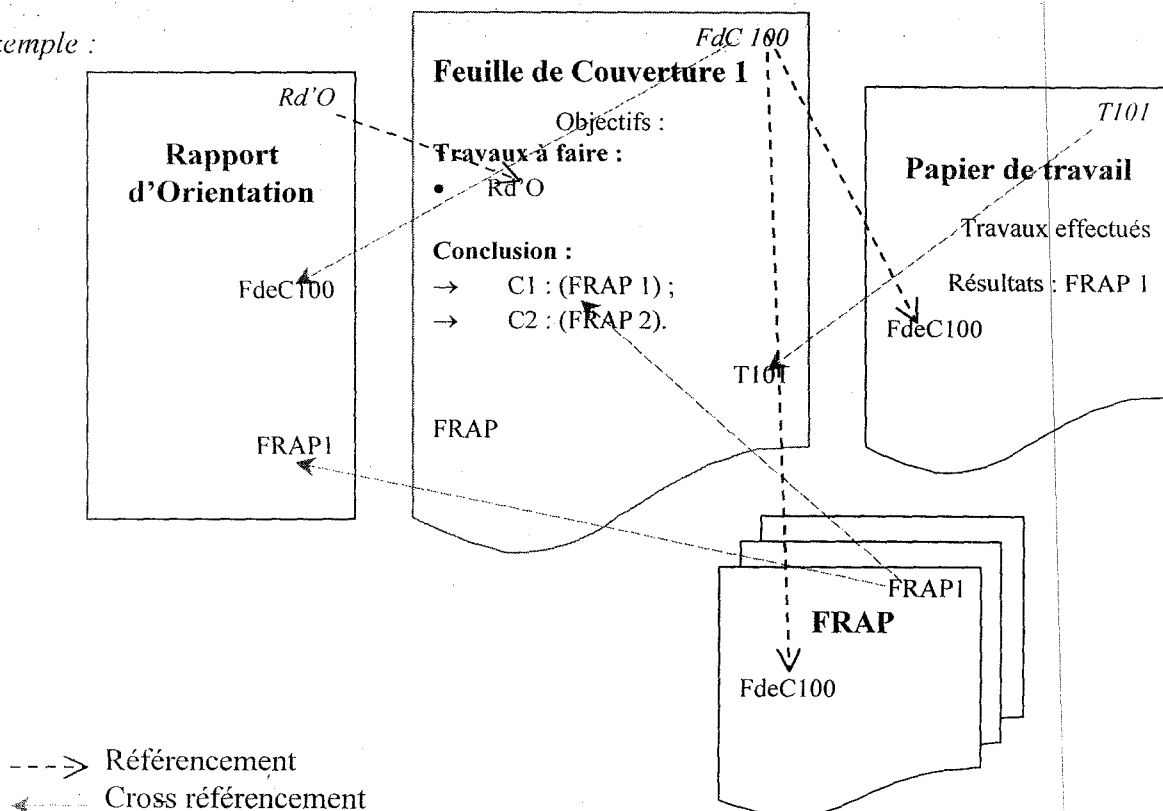 xemple :
Rd'O
Rapport
d'Orientation
FdeC100
FRAP1
FdC 100
Feuille de Couverture 1
Objectifs :
Travaux à faire :
• Rd'O
Conclusion :
→ C1 : (FRAP 1) ;
→ C2 : (FRAP 2).
T101
FRAP
T101
Papier de travail
Travaux effectués
Résultats : FRAP 1
FdeC100
FRAP1
FRAP
FdeC100
Référencement
Cross référencement